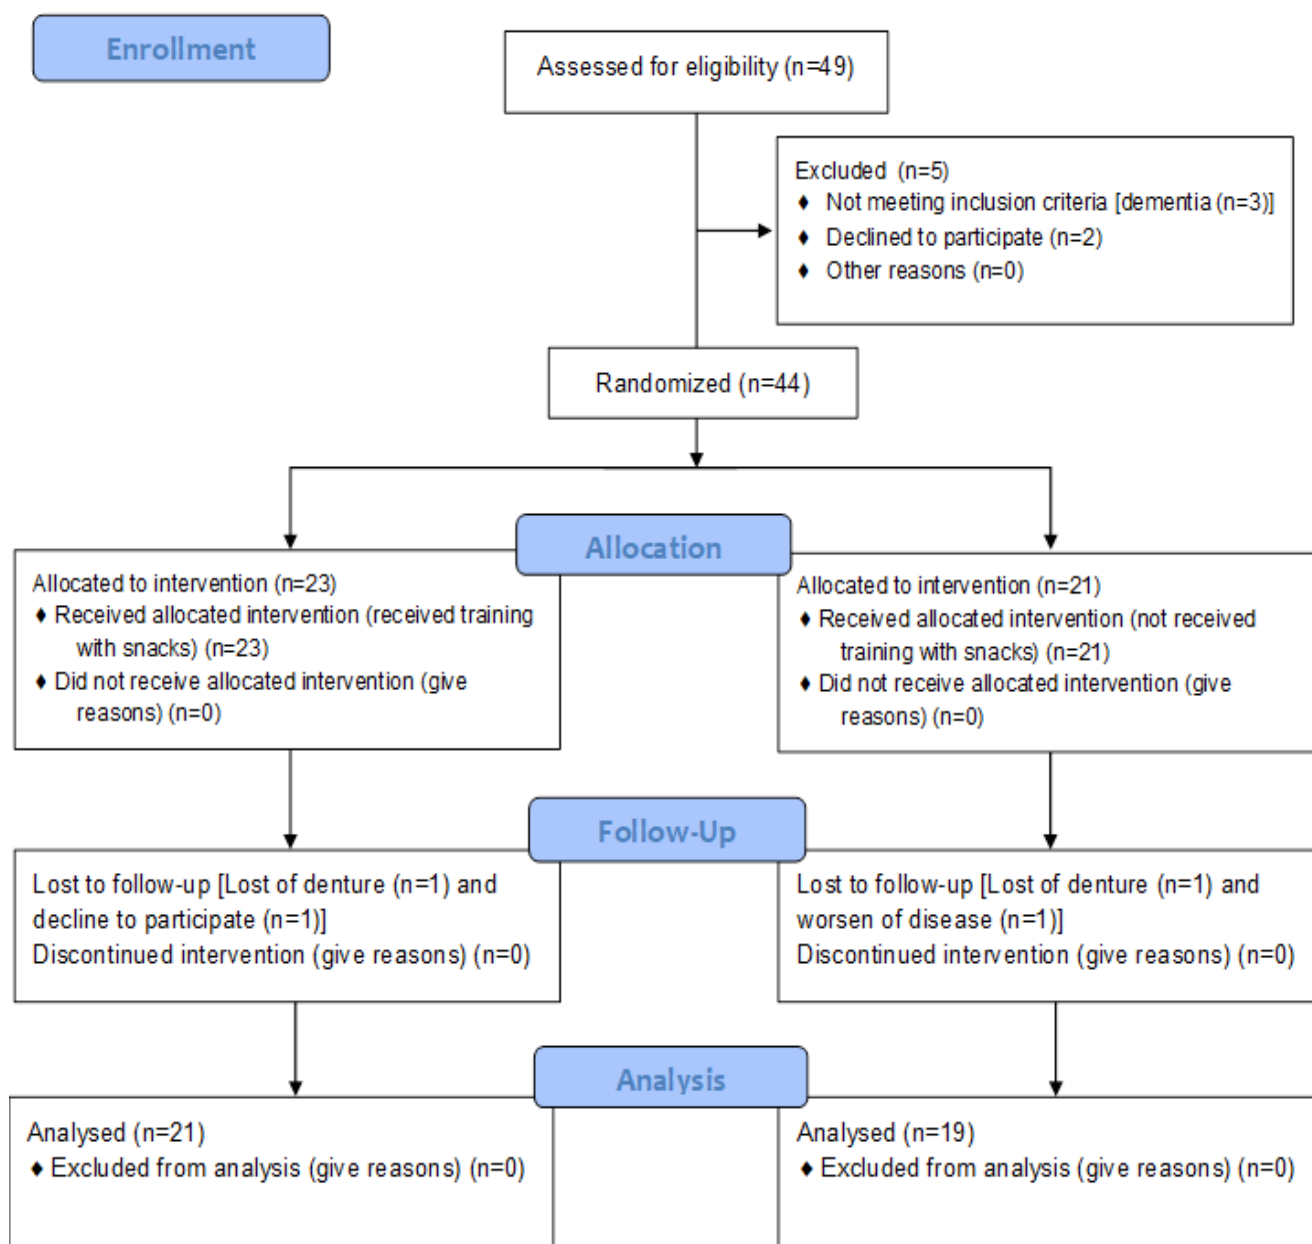 Enrollment
Assessed for eligibility (n=49)
Excluded (n=5)
♦ Not meeting inclusion criteria [dementia (n=3)]
♦ Declined to participate (n=2)
♦ Other reasons (n=0)
Randomized (n=44)
Allocation
Allocated to intervention (n=23)
♦ Received allocated intervention (received training
with snacks) (n=23)
♦ Did not receive allocated intervention (give
reasons) (n=0)
Allocated to intervention (n=21)
♦ Received allocated intervention (not received
training with snacks) (n=21)
♦ Did not receive allocated intervention (give
reasons) (n=0)
Follow-Up
Lost to follow-up [Lost of denture (n=1) and
decline to participate (n=1)]
Discontinued intervention (give reasons) (n=0)
Lost to follow-up [Lost of denture (n=1) and
worsen of disease (n=1)]
Discontinued intervention (give reasons) (n=0)
Analysis
Analysed (n=21)
♦ Excluded from analysis (give reasons) (n=0)
Analysed (n=19)
♦ Excluded from analysis (give reasons) (n=0)